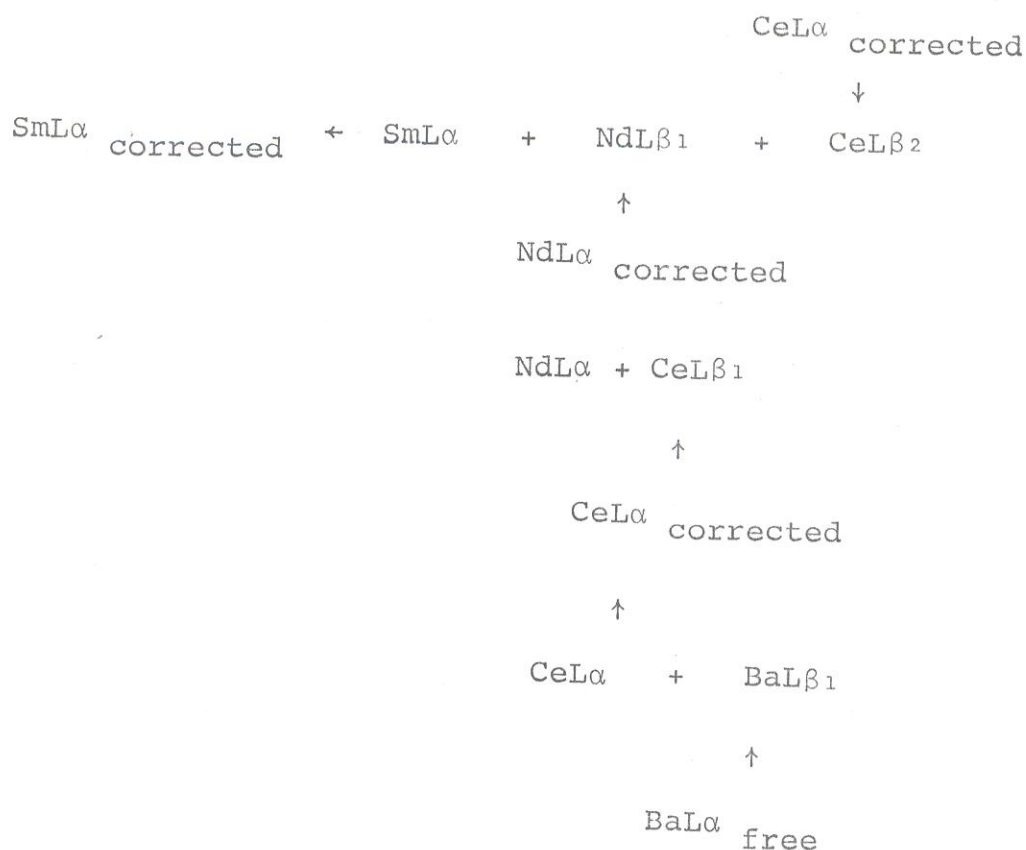 CeLα corrected
↓
SmLα corrected ← SmLα + NdLβ1 + CeLβ2
↑
NdLα corrected
NdLα + CeLβ1
↑
CeLα corrected
↑
CeLα + BaLβ1
↑
BaLα free